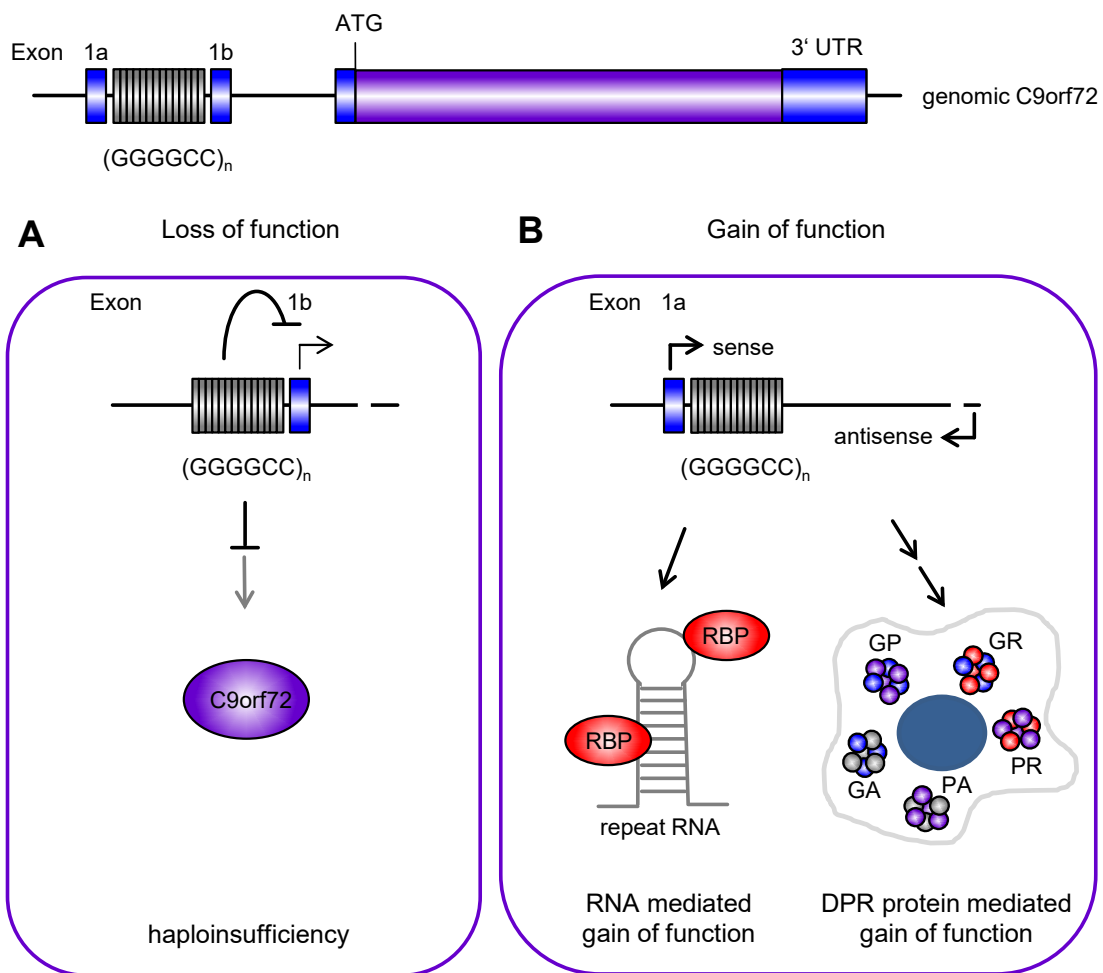 ATG
Exon 1a 1b 3‘ UTR
genomic C9orf72
(GGGGCC)n
A Loss of function
Exon 1b
(GGGGCC)n
C9orf72
haploinsufficiency
B Gain of function
Exon 1a
sense
antisense
(GGGGCC)n
RBP
RBP
repeat RNA
RNA mediated
gain of function
GP GR
PR
GA PA
DPR protein mediated
gain of function